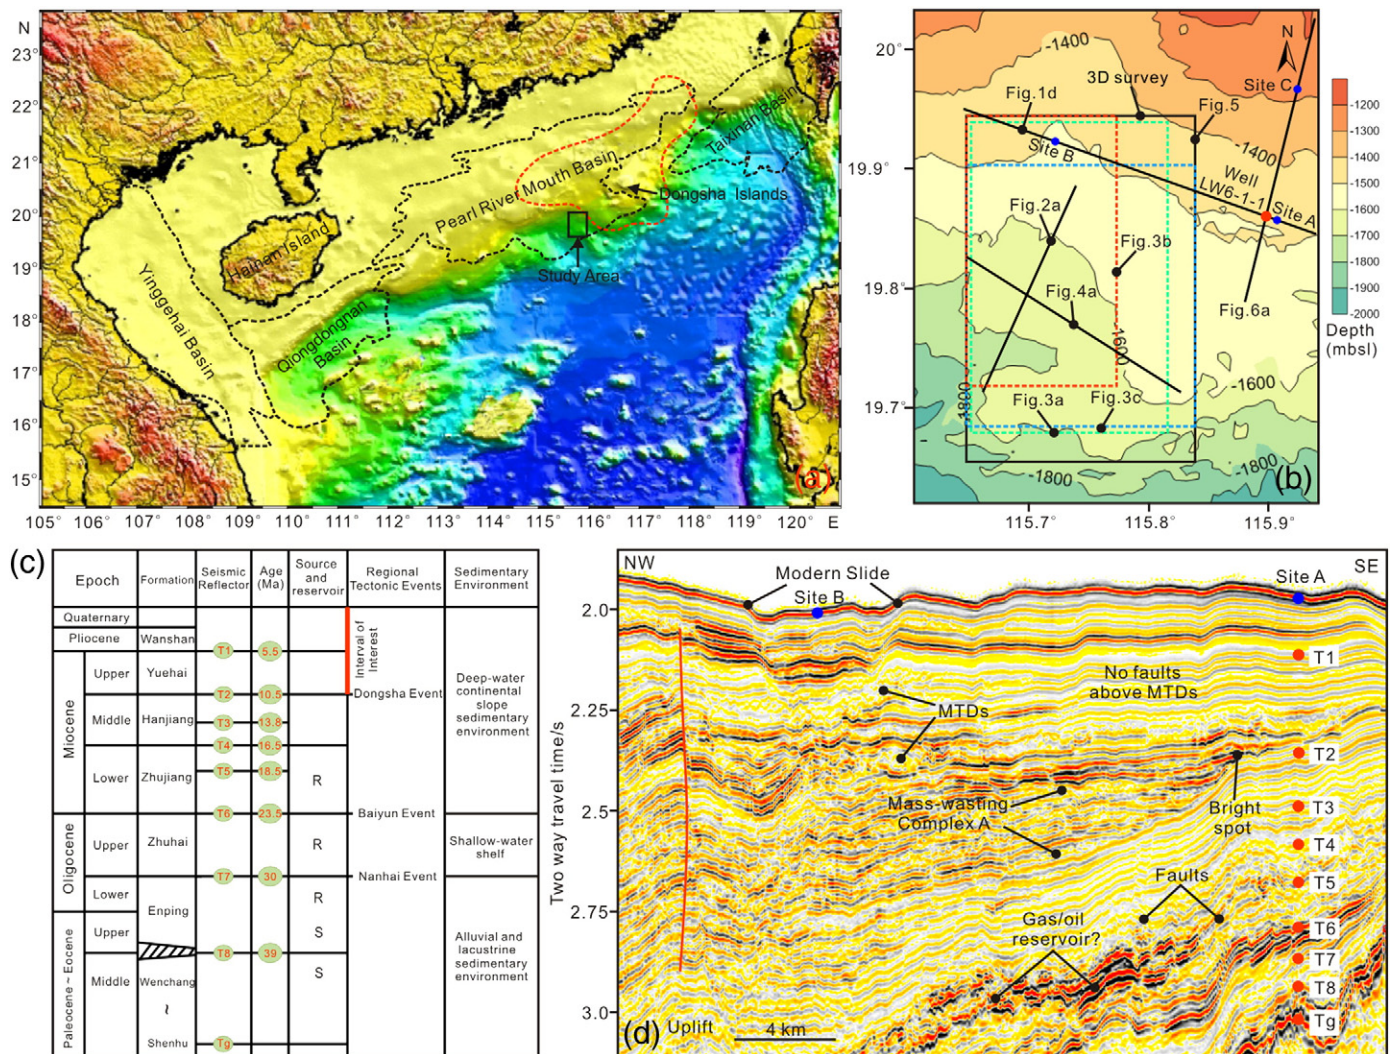 N
23°
22°
21°
20°
19°
18°
17°
16°
15°
105° 106° 107° 108° 109° 110° 111° 112° 113° 114° 115° 116° 117° 118° 119° 120° E
Taixinan Basin
Pearl River Mouth Basin
Dongsha Islands
Hainan Island
Study Area
Yinggehai Basin
Qiongdongnan
Basin
(a)
20°
19.9°
19.8°
19.7°
115.7° 115.8° 115.9°
-1400
N
3D survey
Site C
Fig.1d
Fig.5
Site B
-1400
Well
LW6-1-1
Site A
Fig.2a
Fig.3b
Fig.4a
Fig.6a
1600
-1600
1800
Fig.3a
Fig.3c
-1800
-1800
(b)
-1200
-1300
-1400
-1500
-1600
-1700
-1800
-1900
-2000
Depth
(mbsl)
(c)
Epoch
Formation
Seismic
Reflector
Age
(Ma)
Source
and
reservoir
Regional
Tectonic Events
Sedimentary
Environment
Quaternary
Pliocene
Wanshan
T1
5.5
Interval of
Interest
Miocene
Upper
Yuehai
T2
10.5
Dongsha Event
Deep-water
continental
slope
sedimentary
environment
Middle
Hanjiang
T3
13.8
T4
16.5
Lower
Zhujiang
T5
18.5
R
T6
23.5
Baiyun Event
Oligocene
Upper
Zhuhai
R
Shallow-water
shelf
T7
30
Nanhai Event
Lower
Enping
R
Paleocene ~ Eocene
Upper
S
T8
39
Alluvial and
lacustrine
sedimentary
environment
Middle
Wenchang
S
~
Shenhu
Tg
NW
SE
Modern Slide
Site B
Site A
2.0
2.25
2.5
2.75
3.0
Two way travel time/s
T1
No faults
above MTDs
MTDs
T2
Mass-wasting
Complex A
Bright
spot
T3
T4
Faults
T5
Gas/oil
reservoir?
T6
T7
T8
Tg
(d)
Uplift
4 km